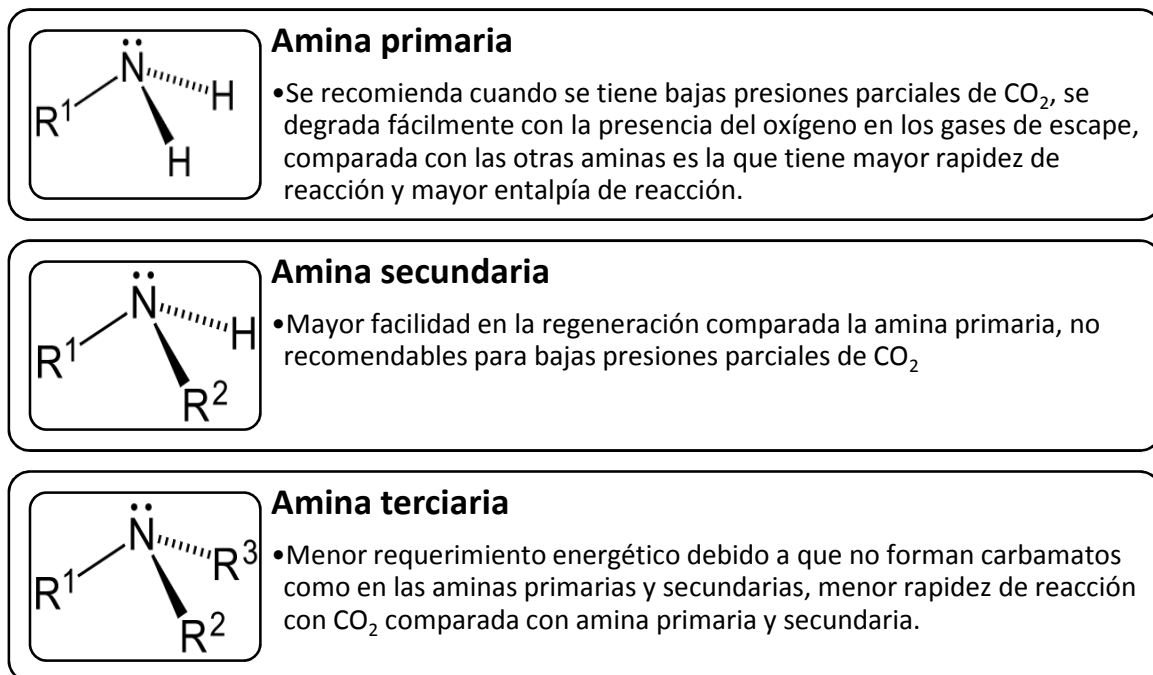 Amina primaria
•Se recomienda cuando se tiene bajas presiones parciales de CO₂, se
degrada fácilmente con la presencia del oxígeno en los gases de escape,
comparada con las otras aminas es la que tiene mayor rapidez de
reacción y mayor entalpía de reacción.
N
H
R¹
H
Amina secundaria
•Mayor facilidad en la regeneración comparada la amina primaria, no
recomendables para bajas presiones parciales de CO₂
N
H
R¹
R²
Amina terciaria
•Menor requerimiento energético debido a que no forman carbamatos
como en las aminas primarias y secundarias, menor rapidez de reacción
con CO₂ comparada con amina primaria y secundaria.
N
R³
R¹
R²